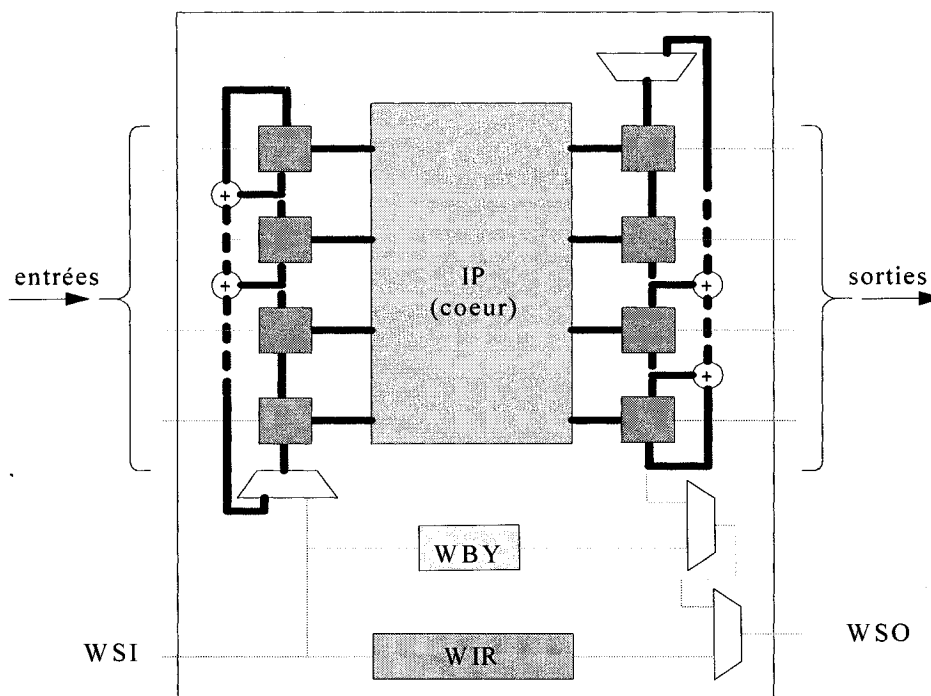 entrées
IP
(coeur)
sorties
+
+
+
+
WBY
WSI
WIR
WSO